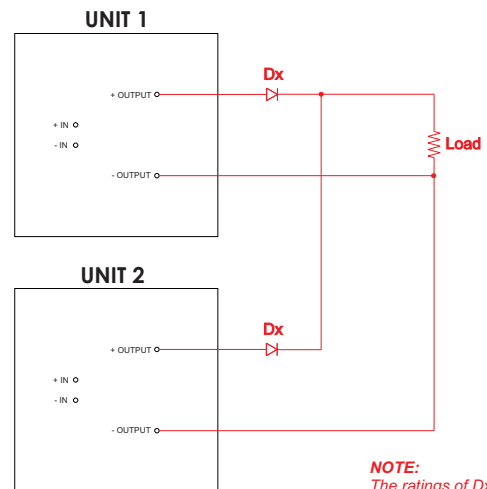 UNIT 1
Dx
+ OUTPUT
+ IN
- IN
Load
- OUTPUT
UNIT 2
Dx
+ OUTPUT
+ IN
- IN
- OUTPUT
NOTE:
The ratings of Dx